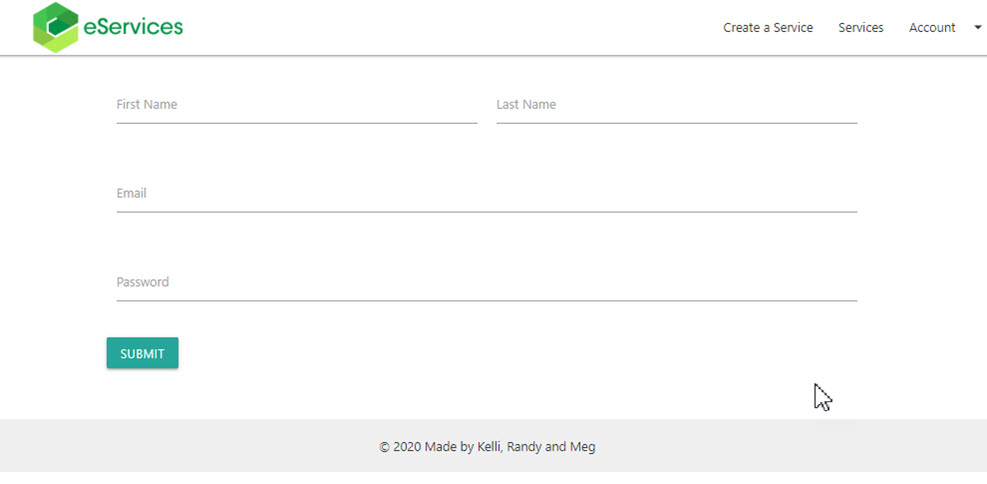 eServices
Create a Service Services Account
First Name Last Name
Email
Password
SUBMIT
© 2020 Made by Kelli, Randy and Meg